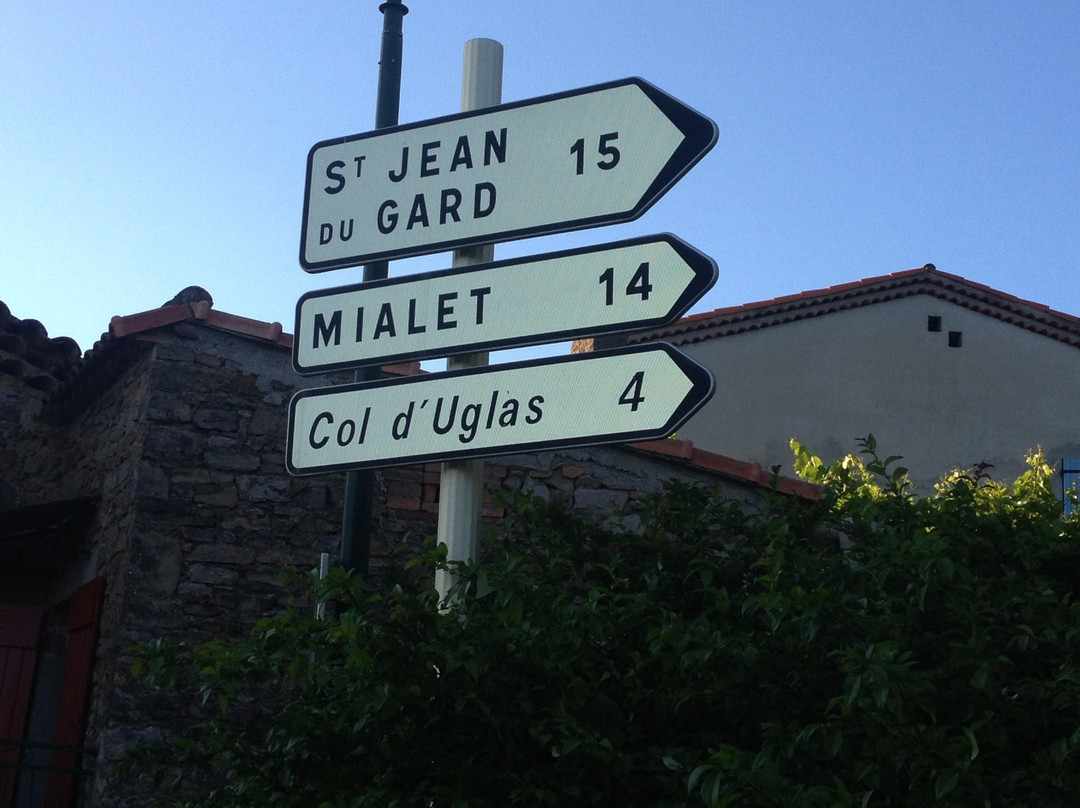 ST JEAN 15
DU GARD
MIALET 14
Col d'Uglas 4